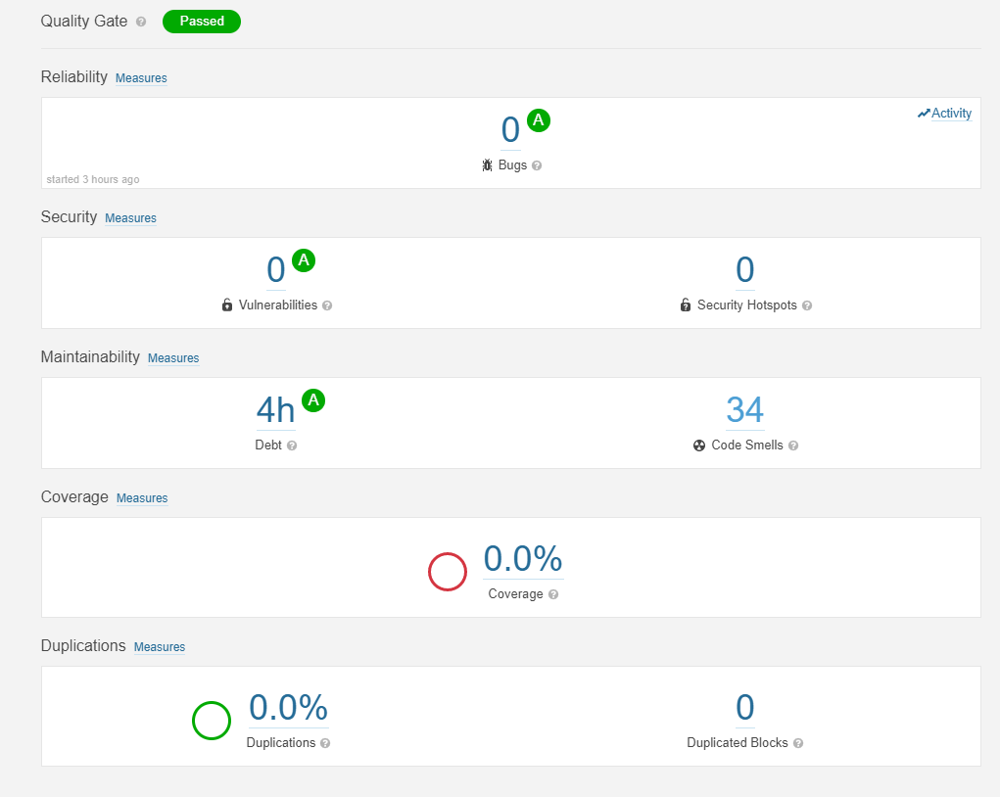 Quality Gate ? Passed
Reliability Measures
Activity
0 A
Bugs ?
started 3 hours ago
Security Measures
0 A
Vulnerabilities ?
0
Security Hotspots ?
Maintainability Measures
4h A
Debt ?
34
Code Smells ?
Coverage Measures
0.0%
Coverage ?
Duplications Measures
0.0%
Duplications ?
0
Duplicated Blocks ?